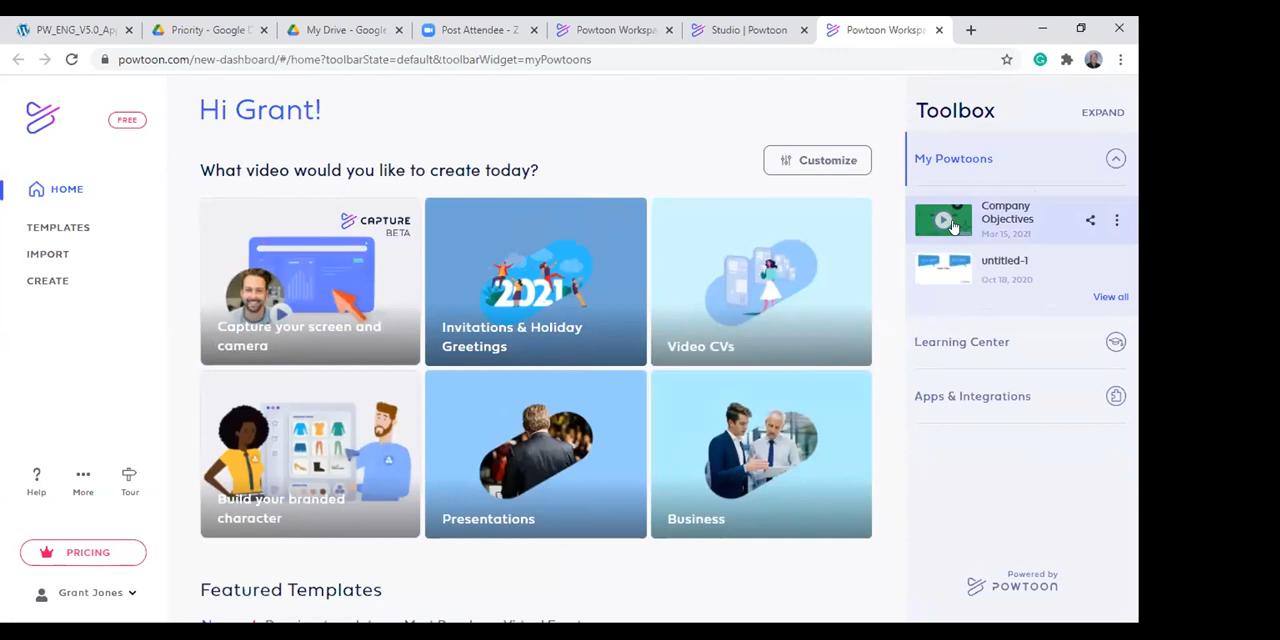 PW_ENG_V5.0_Ap
Priority - Google D
My Drive - Google
Post Attendee - Z
Powtoon Workspa
Studio | Powtoon
Powtoon Workspa
powtoon.com/new-dashboard/#/home?toolbarState=default&toolbarWidget=myPowtoons
FREE
HOME
TEMPLATES
IMPORT
CREATE
Help
More
Tour
PRICING
Grant Jones
Hi Grant!
What video would you like to create today?
Customize
CAPTURE
BETA
Capture your screen and
camera
2021
Invitations & Holiday
Greetings
Video CVs
Build your branded
character
Presentations
Business
Featured Templates
Toolbox
EXPAND
My Powtoons
Company
Objectives
Mar 15, 2021
untitled-1
Oct 18, 2020
View all
Learning Center
Apps & Integrations
Powered by
POWTOON